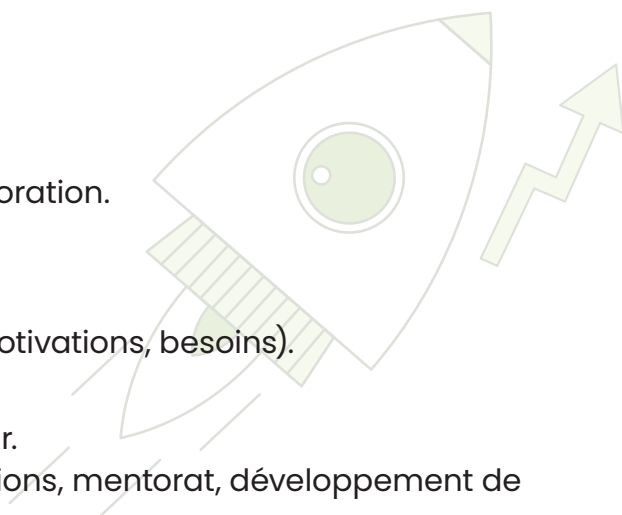 oration.
otivations, besoins).
r.
ions, mentorat, développement de